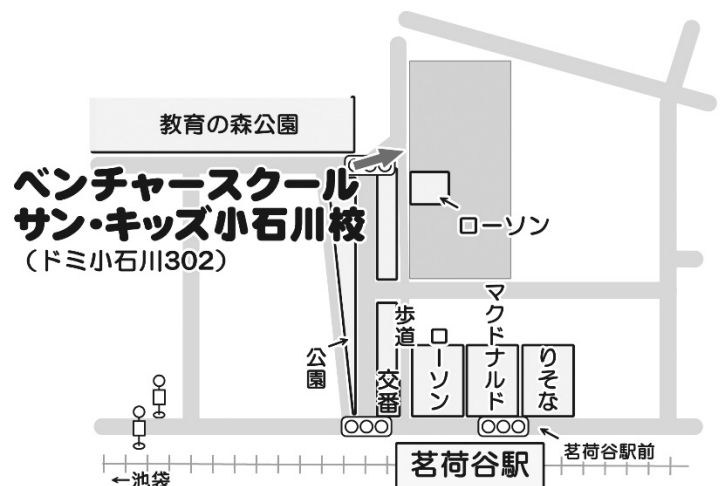 教育の森公園
ベンチャースクール
サン・キッズ小石川校
（ドミ小石川302）
ローソン
歩道
公園
交番
ローソン
マクドナルド
りそな
茗荷谷駅前
茗荷谷駅
←池袋